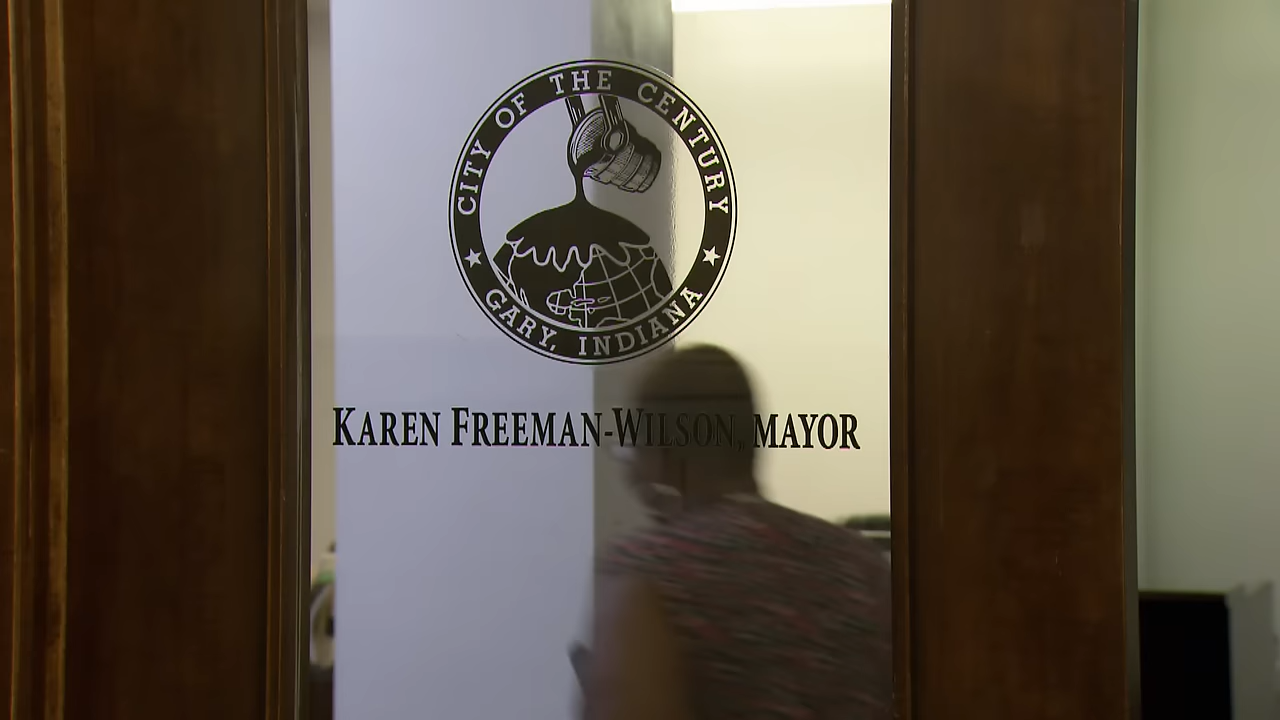 CITY OF THE CENTURY
GARY, INDIANA
KAREN FREEMAN-WILSON, MAYOR